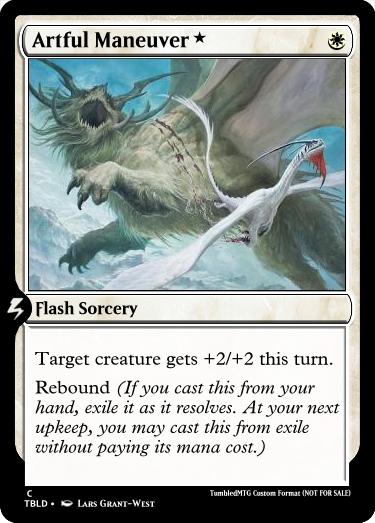 Artful Maneuver ★
Flash Sorcery
Target creature gets +2/+2 this turn.
Rebound (If you cast this from your
hand, exile it as it resolves. At your next
upkeep, you may cast this from exile
without paying its mana cost.)
C
TBLD • Lars Grant-West
TumbledMTG Custom Format (NOT FOR SALE)